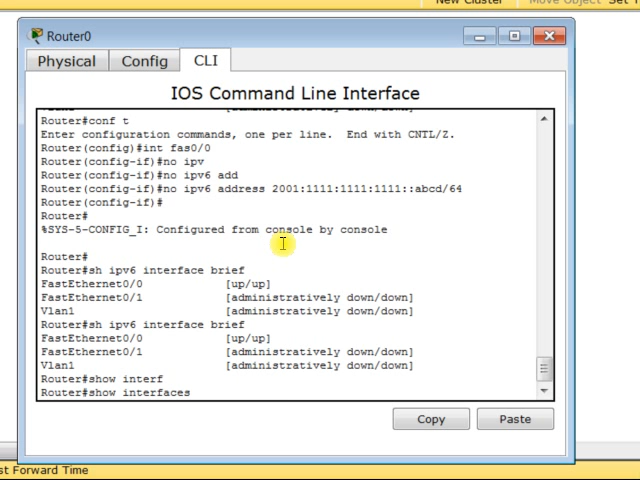 New Cluster Move Object Set T
Router0
Physical Config CLI
IOS Command Line Interface
Vlan1 [administratively down/down]
Router#conf t
Enter configuration commands, one per line. End with CNTL/Z.
Router(config)#int fas0/0
Router(config-if)#no ipv
Router(config-if)#no ipv6 add
Router(config-if)#no ipv6 address 2001:1111:1111:1111::abcd/64
Router(config-if)#
Router#
%SYS-5-CONFIG_I: Configured from console by console
Router#
Router#sh ipv6 interface brief
FastEthernet0/0 [up/up]
FastEthernet0/1 [administratively down/down]
Vlan1 [administratively down/down]
Router#sh ipv6 interface brief
FastEthernet0/0 [up/up]
FastEthernet0/1 [administratively down/down]
Vlan1 [administratively down/down]
Router#show interf
Router#show interfaces
Copy Paste
st Forward Time